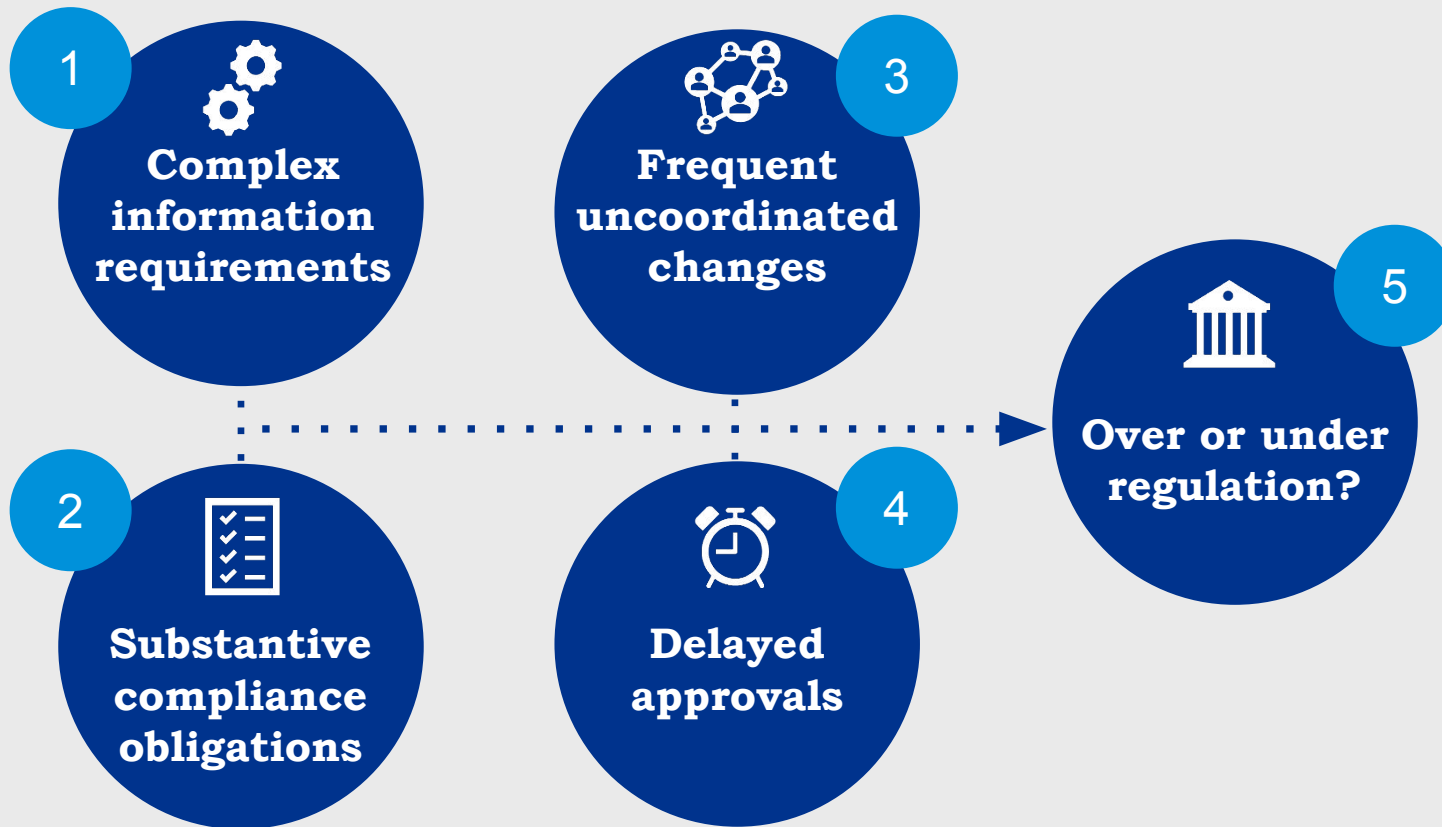 1
Complex
information
requirements
2
Substantive
compliance
obligations
3
Frequent
uncoordinated
changes
4
Delayed
approvals
5
Over or under
regulation?